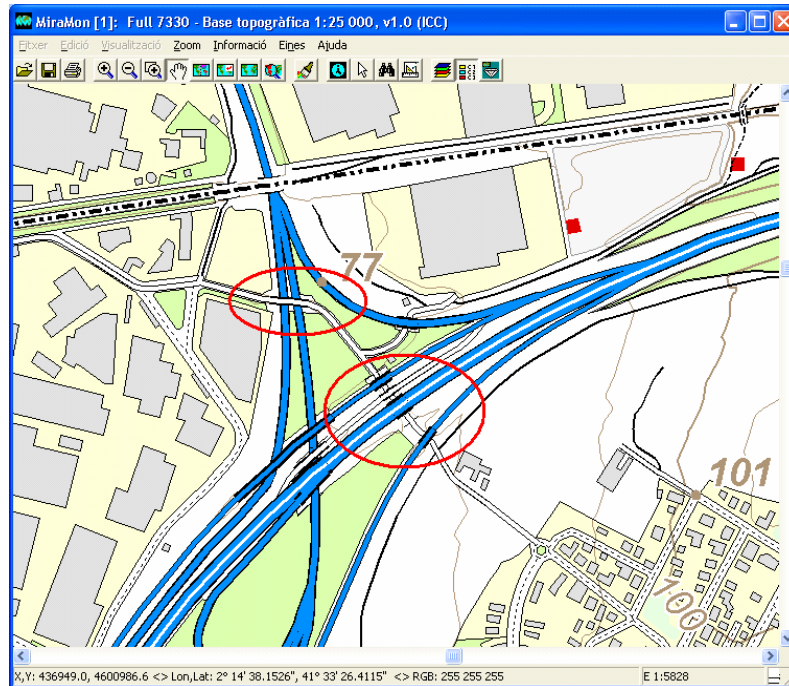 MiraMon [1]: Full 7330 - Base topogràfica 1:25 000, v1.0 (ICC)
Fitxer Edició Visualització Zoom Informació Eines Ajuda
77
101
100
X,Y: 436949.0, 4600986.6 <> Lon,Lat: 2° 14' 38.1526", 41° 33' 26.4115" <> RGB: 255 255 255 E 1:5828